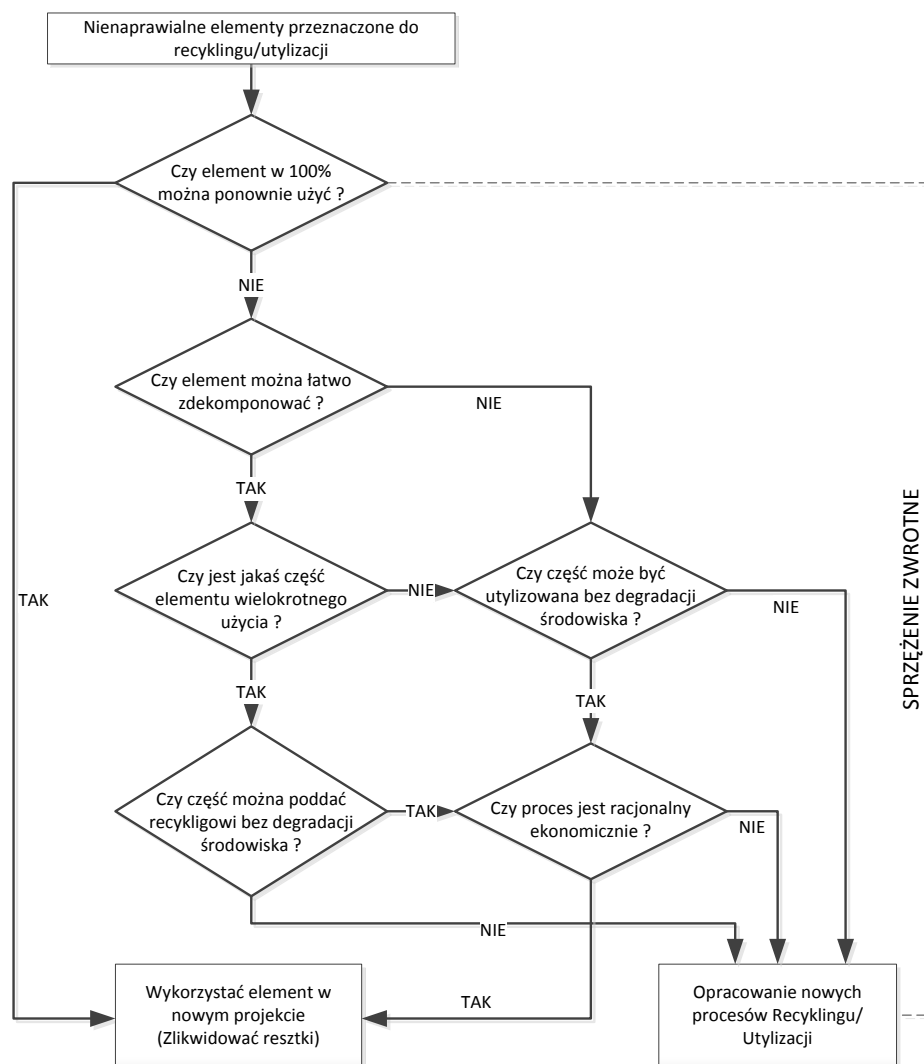 Nienaprawialne elementy przeznaczone do
recyklingu/utylizacji
Czy element w 100%
można ponownie użyć ?
NIE
Czy element można łatwo
zdekomponować ?
NIE
TAK
Czy jest jakaś część
elementu wielokrotnego
użycia ?
NIE
Czy część może być
utylizowana bez degradacji
środowiska ?
NIE
TAK
SPRZĘŻENIE ZWROTNE
TAK
TAK
Czy część można poddać
recykligowi bez degradacji
środowiska ?
TAK
Czy proces jest racjonalny
ekonomicznie ?
NIE
NIE
TAK
Wykorzystać element w
nowym projekcie
(Zlikwidować resztki)
Opracowanie nowych
procesów Recyklingu/
Utylizacji